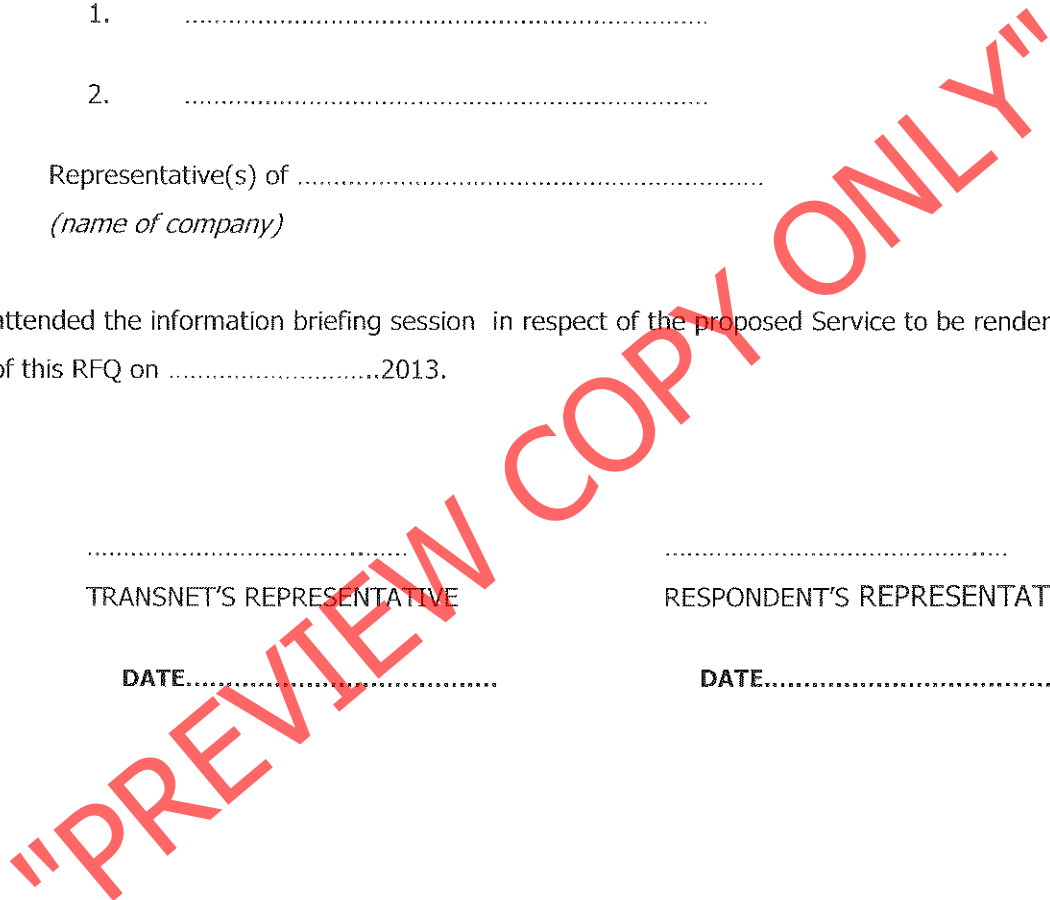 1. ................................................................
2. ................................................................
Representative(s) of ................................................................
(name of company)
attended the information briefing session in respect of the proposed Service to be render
of this RFQ on .............................2013.
........................................ ........................................
TRANSNET'S REPRESENTATIVE RESPONDENT'S REPRESENTAT
DATE........................................ DATE........................................
"PREVIEW COPY ONLY"